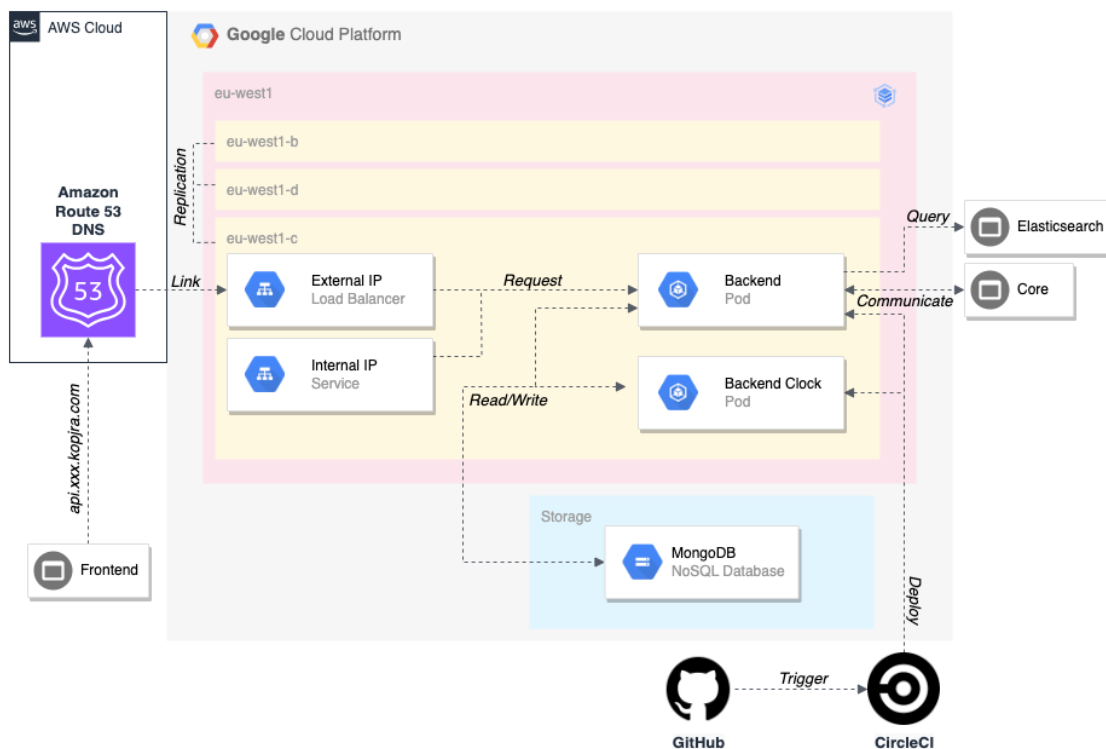 aws
AWS Cloud
Google Cloud Platform
eu-west1
eu-west1-b
eu-west1-d
eu-west1-c
Replication
Amazon
Route 53
DNS
53
Link
External IP
Load Balancer
Internal IP
Service
Request
Read/Write
Backend
Pod
Backend Clock
Pod
Query
Elasticsearch
Communicate
Core
api.xxx.kopjra.com
Frontend
Storage
MongoDB
NoSQL Database
Deploy
Trigger
GitHub
CircleCI